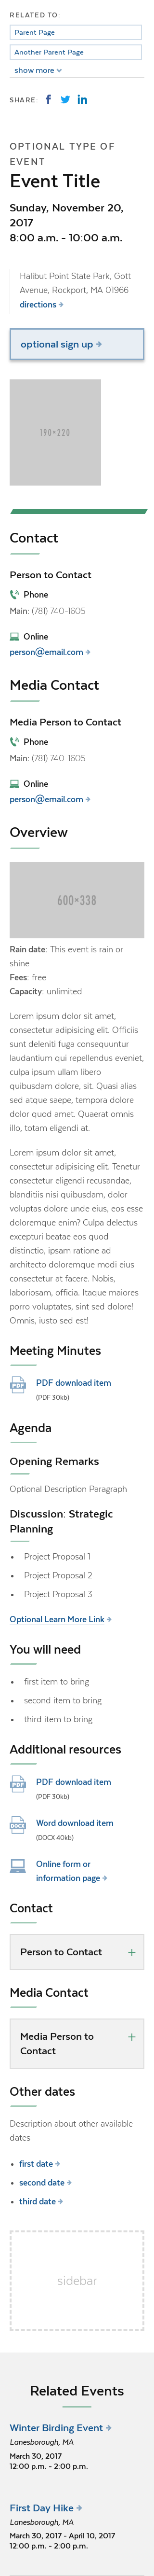 RELATED TO:
Parent Page
Another Parent Page
show more
SHARE:
OPTIONAL TYPE OF
EVENT
Event Title
Sunday, November 20,
2017
8:00 a.m. - 10:00 a.m.
Halibut Point State Park, Gott
Avenue, Rockport, MA 01966
directions
optional sign up
190×220
Contact
Person to Contact
Phone
Main: (781) 740-1605
Online
person@email.com
Media Contact
Media Person to Contact
Phone
Main: (781) 740-1605
Online
person@email.com
Overview
600×338
Rain date: This event is rain or
shine
Fees: free
Capacity: unlimited
Lorem ipsum dolor sit amet,
consectetur adipisicing elit. Officiis
sunt deleniti fuga consequuntur
laudantium qui repellendus eveniet,
culpa ipsum ullam libero
quibusdam dolore, sit. Quasi alias
sed atque saepe, tempora dolore
dolor quod amet. Quaerat omnis
illo, totam eligendi at.
Lorem ipsum dolor sit amet,
consectetur adipisicing elit. Tenetur
consectetur eligendi recusandae,
blanditiis nisi quibusdam, dolor
voluptas dolore unde eius, eos esse
doloremque enim? Culpa delectus
excepturi beatae eos quod
distinctio, ipsam ratione ad
architecto doloremque modi eius
consectetur at facere. Nobis,
laboriosam, officia. Itaque maiores
porro voluptates, sint sed dolore!
Omnis, iusto sed est!
Meeting Minutes
PDF download item
(PDF 30kb)
Agenda
Opening Remarks
Optional Description Paragraph
Discussion: Strategic
Planning
• Project Proposal 1
• Project Proposal 2
• Project Proposal 3
Optional Learn More Link
You will need
• first item to bring
• second item to bring
• third item to bring
Additional resources
PDF download item
(PDF 30kb)
Word download item
(DOCX 40kb)
Online form or
information page
Contact
Person to Contact
Media Contact
Media Person to
Contact
Other dates
Description about other available
dates
• first date
• second date
• third date
sidebar
Related Events
Winter Birding Event
Lanesborough, MA
March 30, 2017
12:00 p.m. - 2:00 p.m.
First Day Hike
Lanesborough, MA
March 30, 2017 - April 10, 2017
12:00 p.m. - 2:00 p.m.